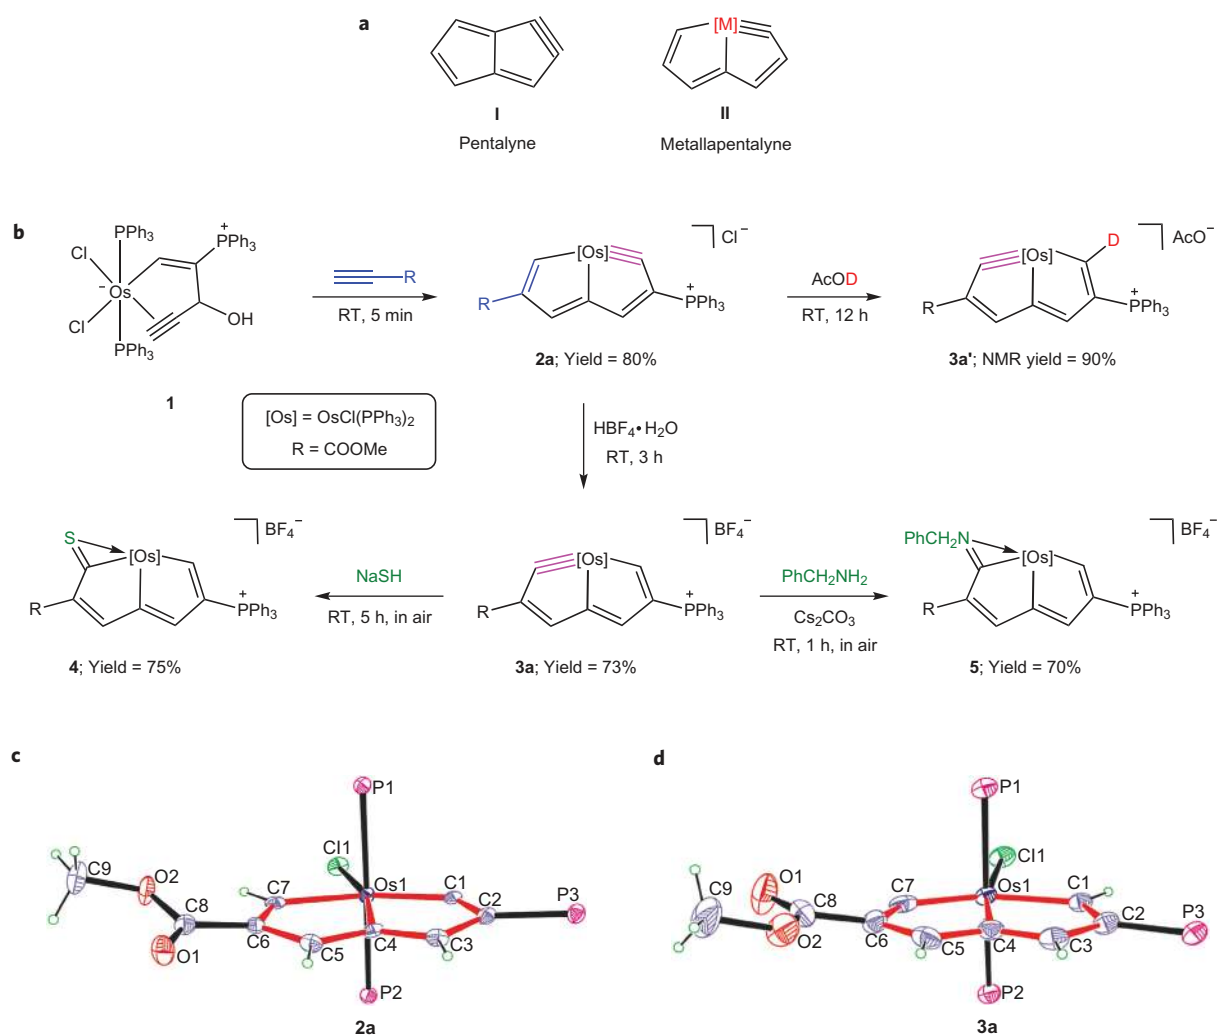 a
[M]
I
II
Pentalyne
Metallapentalyne
b
PPh3
+
PPh3
Cl
−
Os
Cl
OH
PPh3
1
R
RT, 5 min
[Os]
R
+
PPh3
Cl−
2a; Yield = 80%
AcOD
RT, 12 h
[Os]
D
R
+
PPh3
AcO−
3a'; NMR yield = 90%
[Os] = OsCl(PPh3)2
R = COOMe
HBF4•H2O
RT, 3 h
S
[Os]
R
+
PPh3
BF4−
4; Yield = 75%
NaSH
RT, 5 h, in air
[Os]
R
+
PPh3
BF4−
3a; Yield = 73%
PhCH2NH2
Cs2CO3
RT, 1 h, in air
PhCH2N
[Os]
R
+
PPh3
BF4−
5; Yield = 70%
c
P1
Cl1
Os1
C9
O2
C7
C1
C8
C2
P3
O1
C6
C5
C4
C3
P2
2a
d
P1
Cl1
O1
Os1
C9
C7
C1
C8
C2
P3
O2
C6
C5
C4
C3
P2
3a